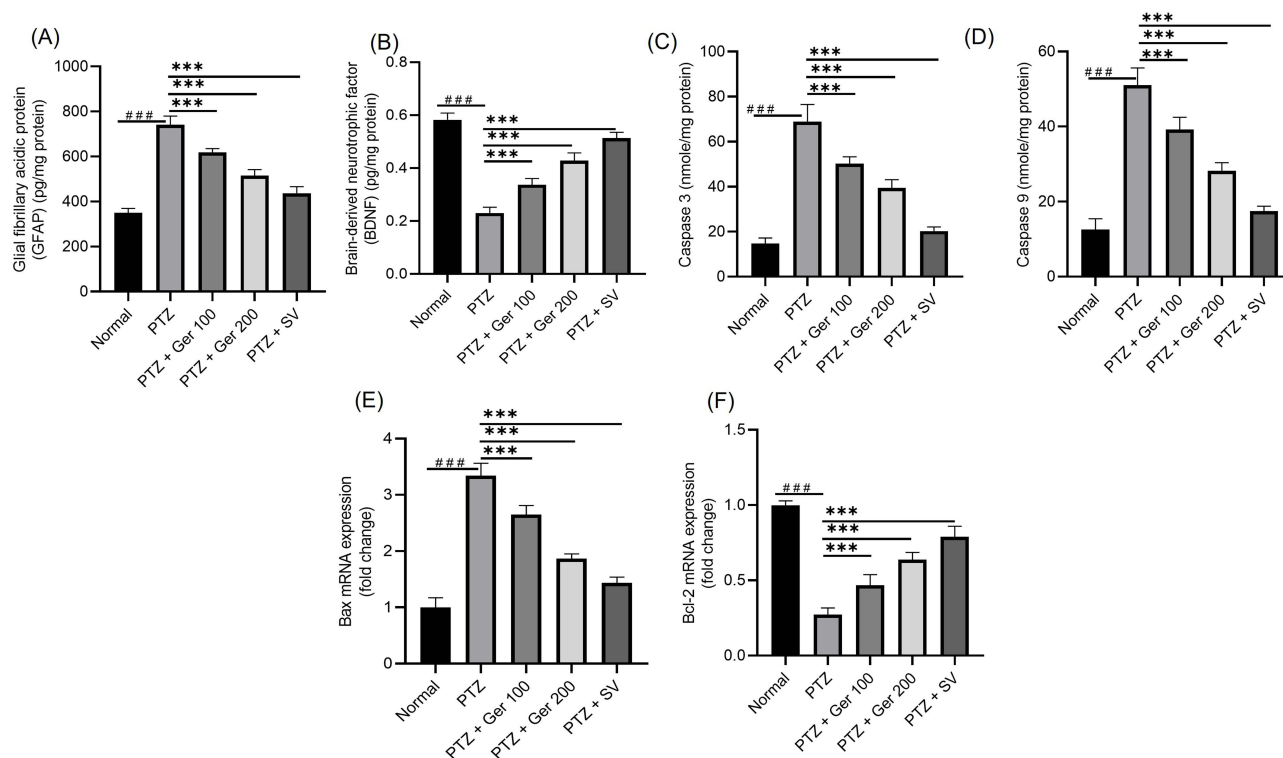 (A)
Glial fibrillary acidic protein
(GFAP) (pg/mg protein)
1000
800
600
400
200
0
###
***
***
***
Normal
PTZ
PTZ + Ger 100
PTZ + Ger 200
PTZ + SV
(B)
Brain-derived neurotrophic factor
(BDNF) (pg/mg protein)
0.8
0.6
0.4
0.2
0.0
###
***
***
***
Normal
PTZ
PTZ + Ger 100
PTZ + Ger 200
PTZ + SV
(C)
Caspase 3 (nmole/mg protein)
100
80
60
40
20
0
###
***
***
***
Normal
PTZ
PTZ + Ger 100
PTZ + Ger 200
PTZ + SV
(D)
Caspase 9 (nmole/mg protein)
60
40
20
0
###
***
***
***
Normal
PTZ
PTZ + Ger 100
PTZ + Ger 200
PTZ + SV
(E)
Bax mRNA expression
(fold change)
4
3
2
1
0
###
***
***
***
Normal
PTZ
PTZ + Ger 100
PTZ + Ger 200
PTZ + SV
(F)
Bcl-2 mRNA expression
(fold change)
1.5
1.0
0.5
0.0
###
***
***
***
Normal
PTZ
PTZ + Ger 100
PTZ + Ger 200
PTZ + SV